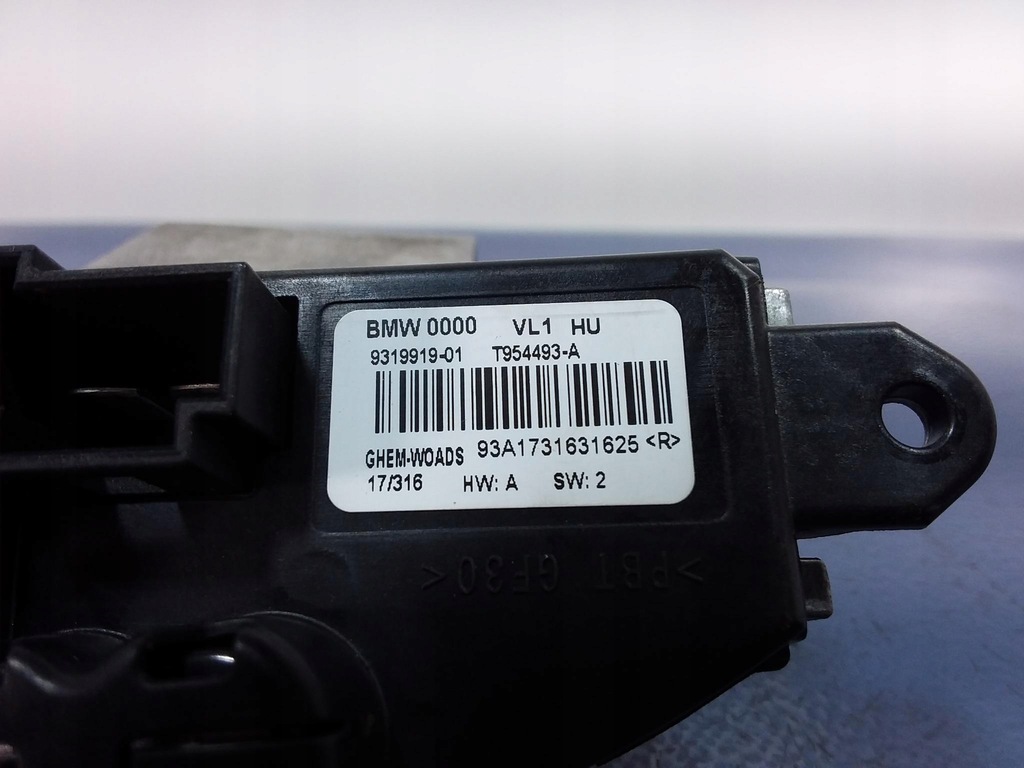 BMW 0000 VL1 HU
9319919-01 T954493-A
GHEM-WOADS 93A1731631625 <R>
17/316 HW: A SW: 2
>PBT GF30<